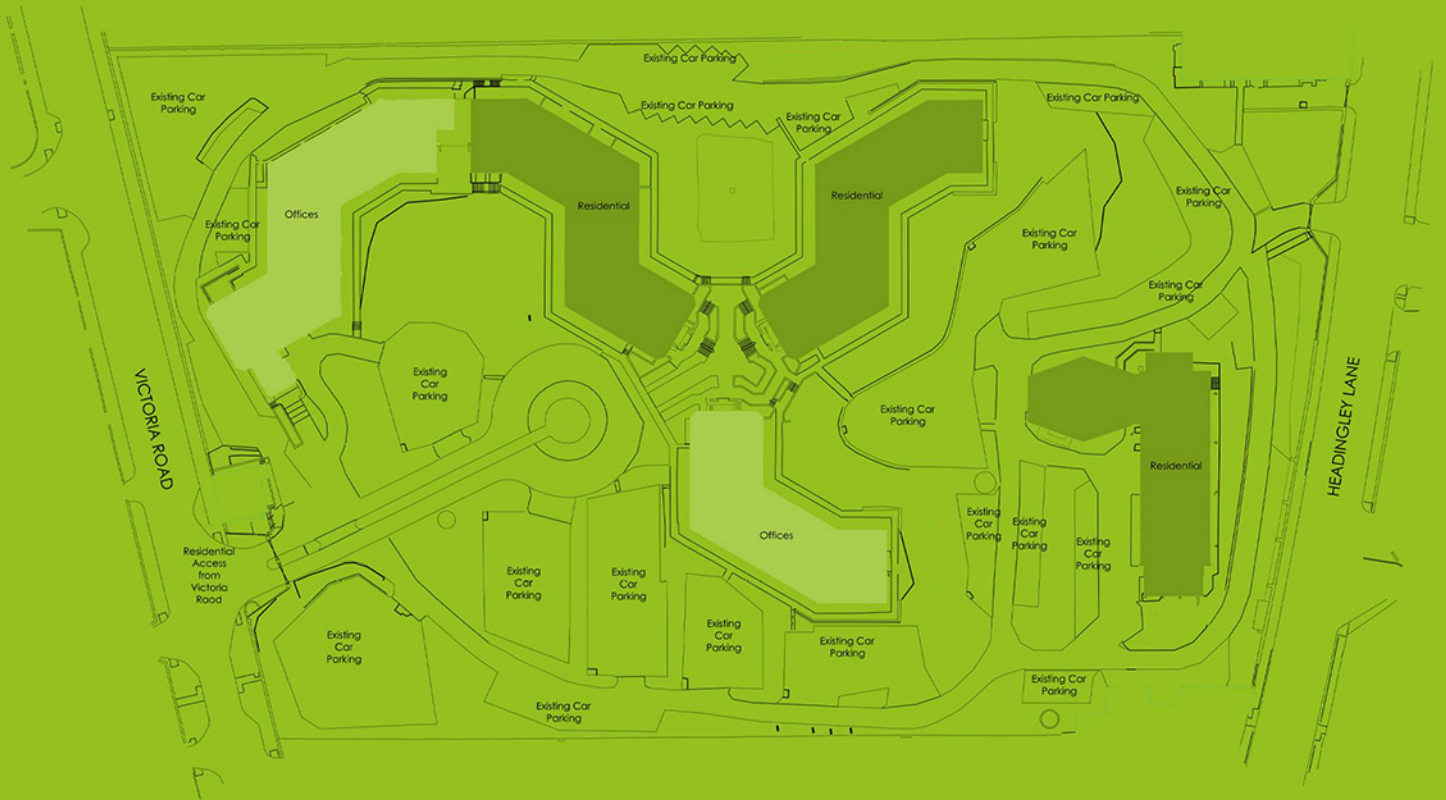 Existing Car Parking
Existing Car
Parking
Existing Car Parking
Existing Car Parking
Existing Car
Parking
Residential
Existing Car
Parking
Residential
Offices
Existing Car
Parking
Existing Car
Parking
Existing Car
Parking
VICTORIA ROAD
Existing
Car
Parking
HEADINGLEY LANE
Existing Car
Parking
Residential
Existing
Car
Parking
Existing
Car
Parking
Offices
Existing
Car
Parking
Residential
Access
from
Victoria
Raod
Existing
Car
Parking
Existing
Car
Parking
Existing
Car
Parking
Existing
Car
Parking
Existing Car
Parking
Existing Car
Parking
Existing Car
Parking